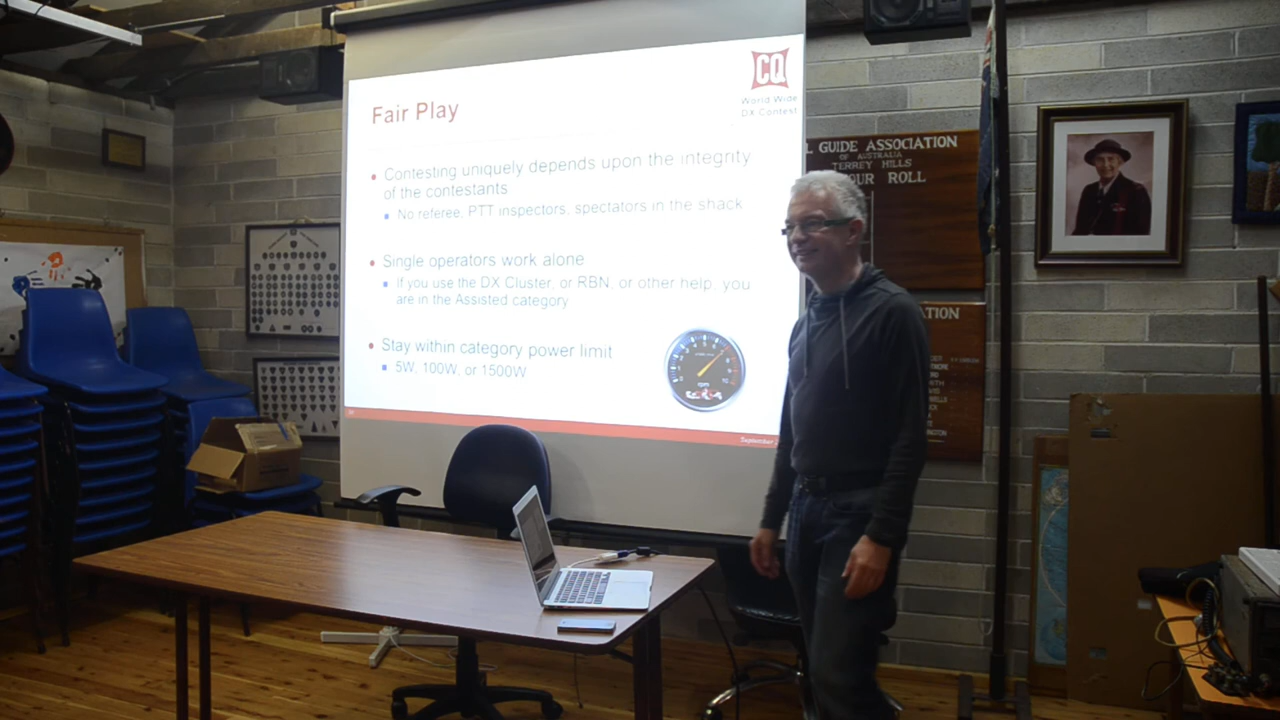 CQ
World Wide
DX Contest
Fair Play
Contesting uniquely depends upon the integrity
of the contestants
No referee, PTT inspectors, spectators in the shack
Single operators work alone
If you use the DX Cluster, or RBN, or other help, you
are in the Assisted category
Stay within category power limit
5W, 100W, or 1500W
rpm
September
L GUIDE ASSOCIATION
OF AUSTRALIA
TERREY HILLS
OUR ROLL
TION